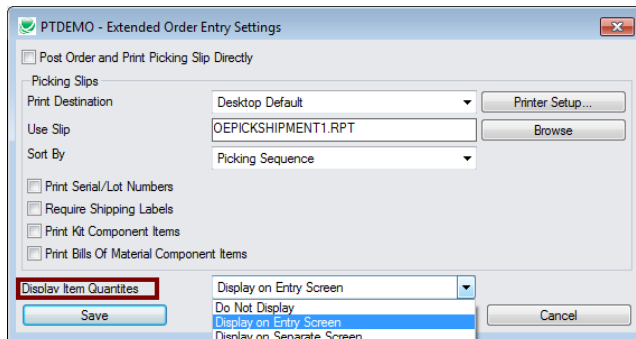 PTDEMO - Extended Order Entry Settings
Post Order and Print Picking Slip Directly
Picking Slips
Print Destination Desktop Default Printer Setup...
Use Slip OEPICKSHIPMENT1.RPT Browse
Sort By Picking Sequence
Print Serial/Lot Numbers
Require Shipping Labels
Print Kit Component Items
Print Bills Of Material Component Items
Display Item Quantites Display on Entry Screen
Save Do Not Display Cancel
Display on Entry Screen
Display on Separate Screen